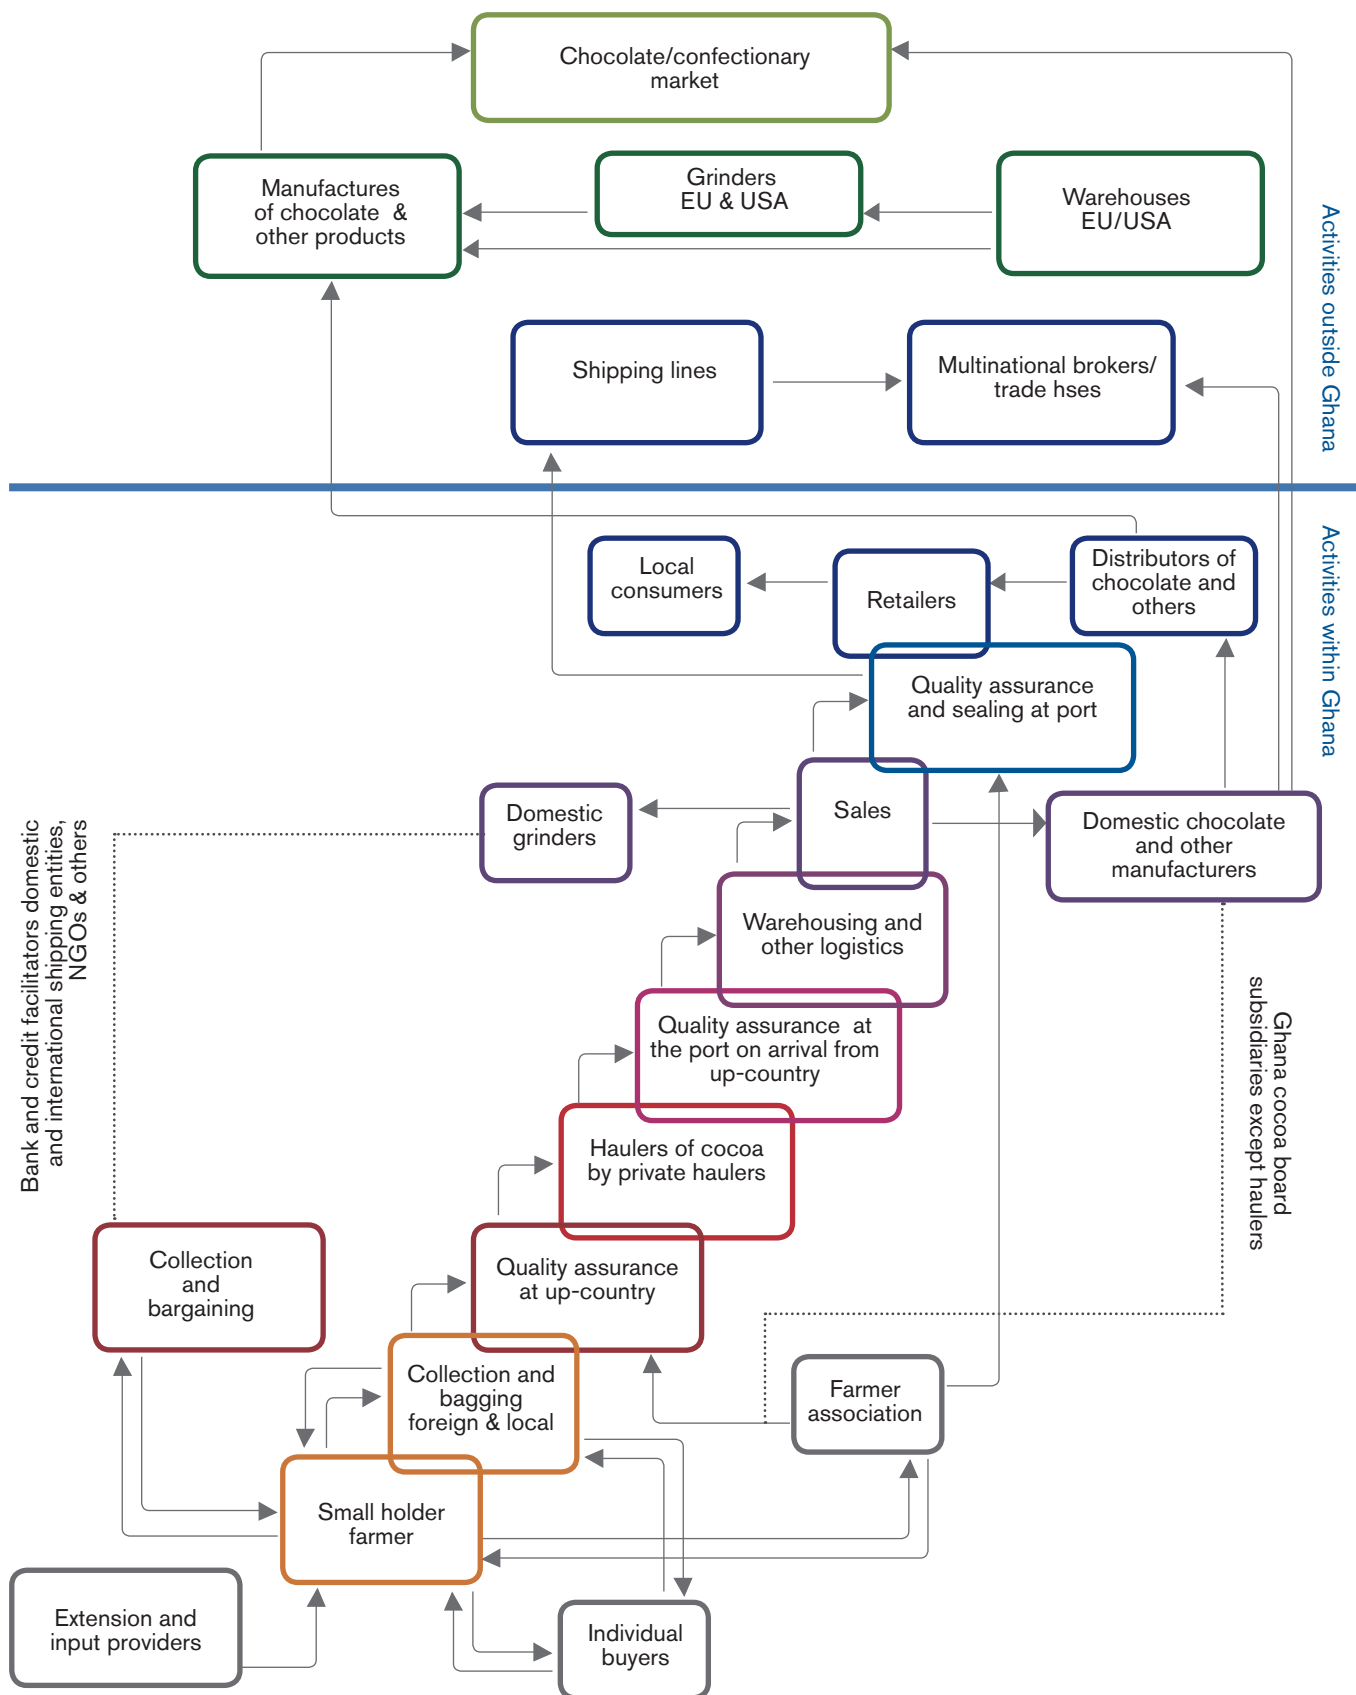 Chocolate/confectionary
market
Manufactures
of chocolate &
other products
Grinders
EU & USA
Warehouses
EU/USA
Activities outside Ghana
Shipping lines
Multinational brokers/
trade hses
Activities within Ghana
Local
consumers
Retailers
Distributors of
chocolate and
others
Quality assurance
and sealing at port
Domestic
grinders
Sales
Domestic chocolate
and other
manufacturers
Bank and credit facilitators domestic
and international shipping entities,
NGOs & others
Warehousing and
other logistics
Quality assurance at
the port on arrival from
up-country
Ghana cocoa board
subsidiaries except haulers
Haulers of cocoa
by private haulers
Collection
and
bargaining
Quality assurance
at up-country
Collection and
bagging
foreign & local
Farmer
association
Small holder
farmer
Extension and
input providers
Individual
buyers